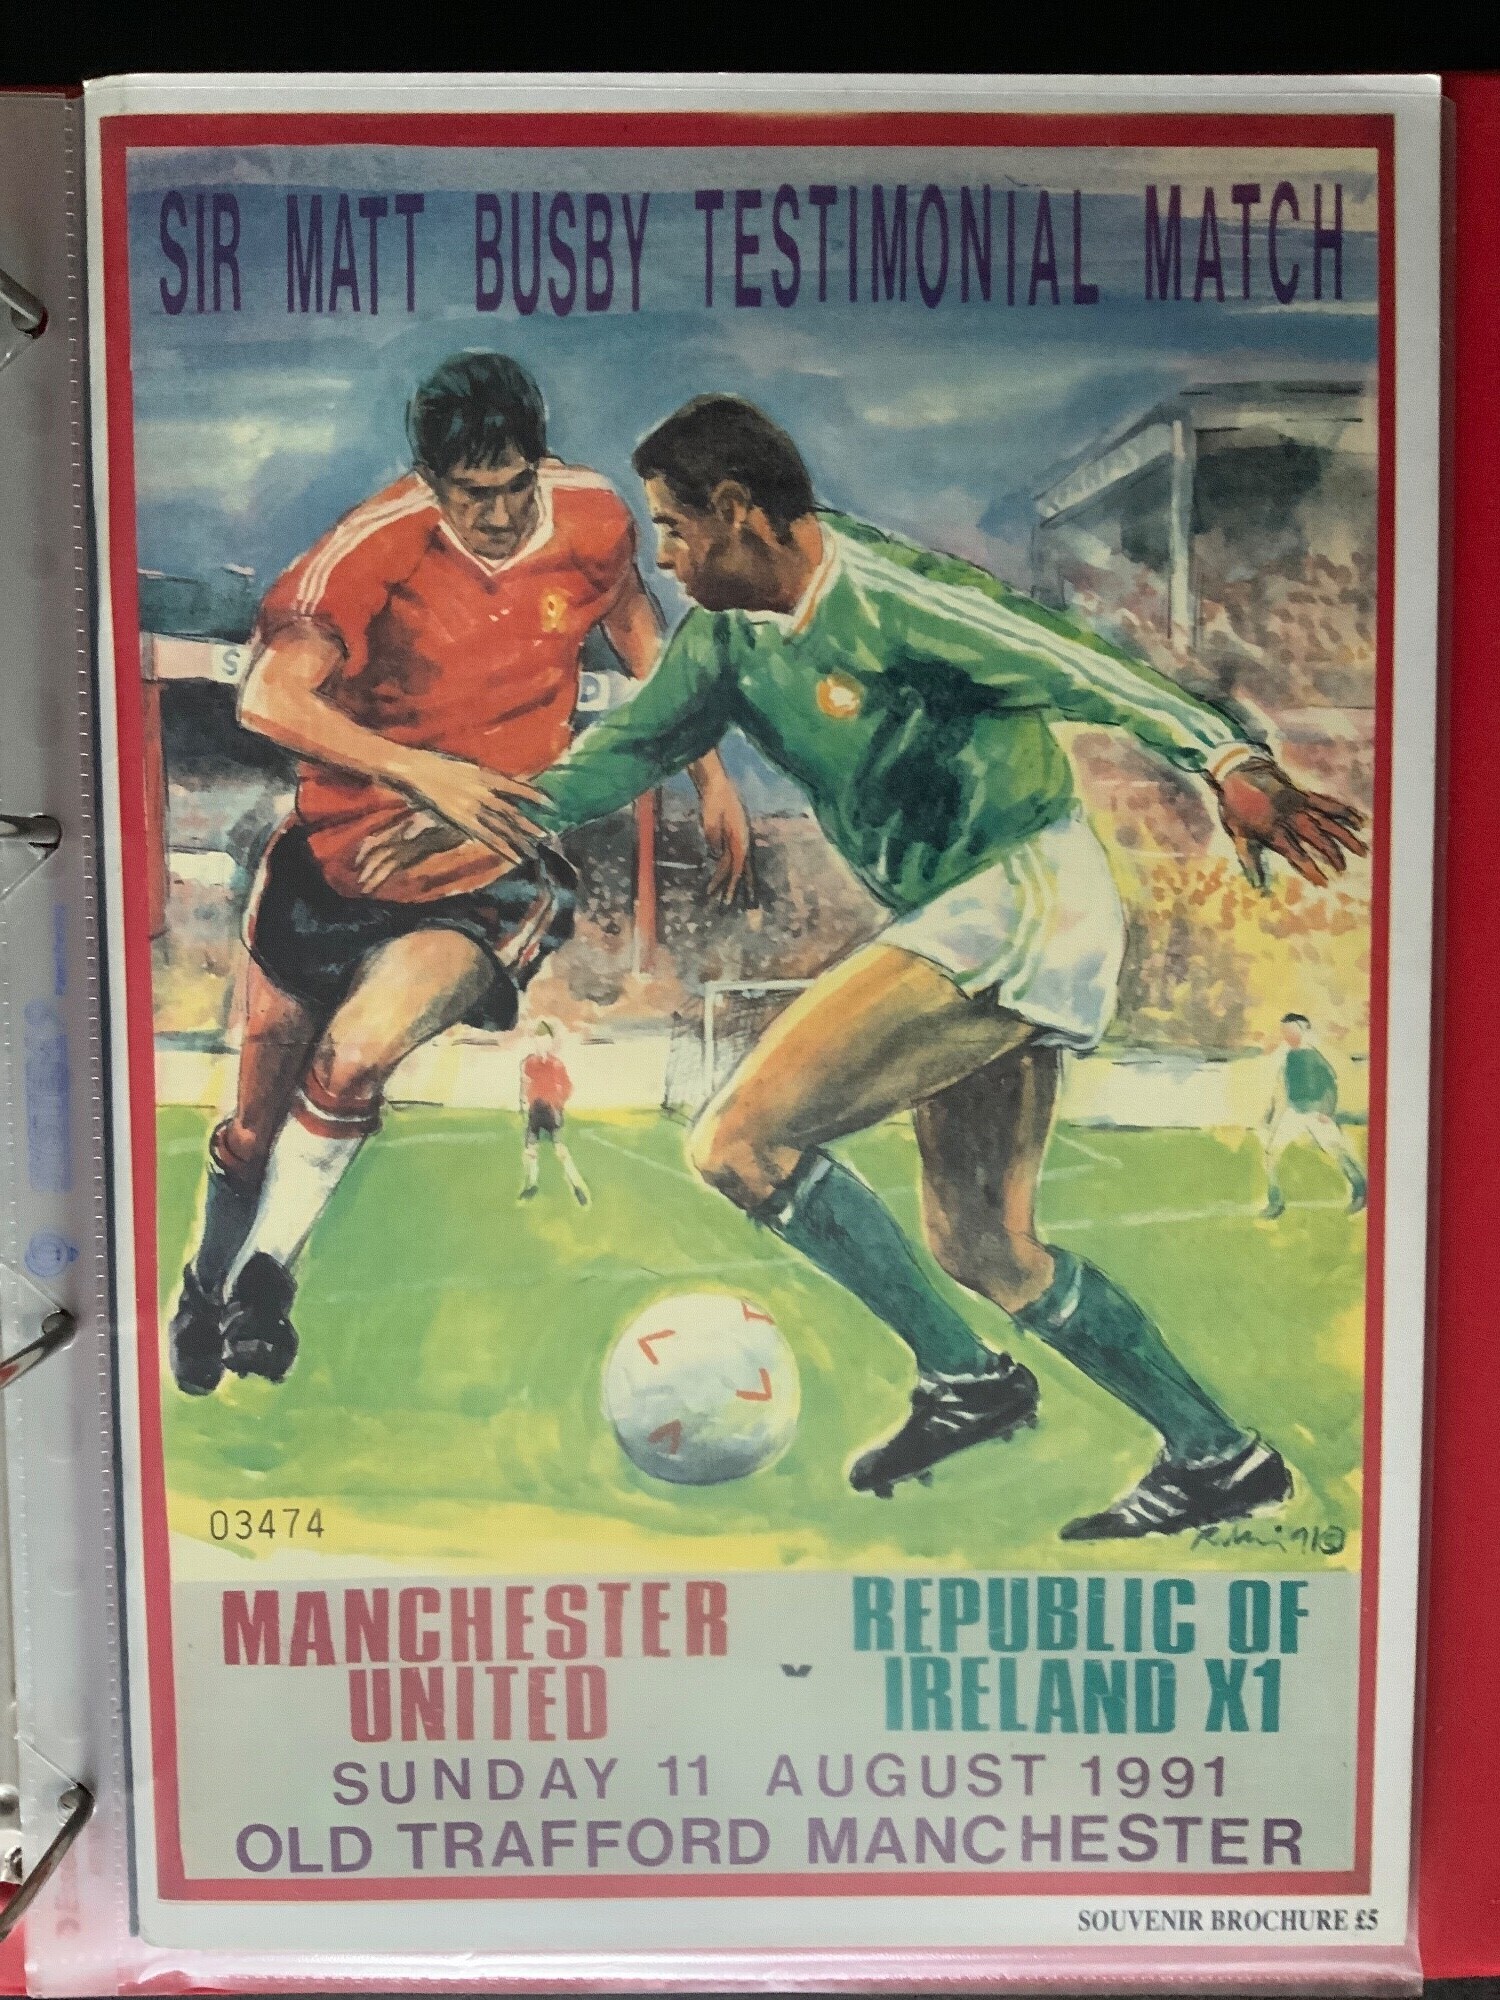 SIR MATT BUSBY TESTIMONIAL MATCH
03474
MANCHESTER
UNITED
v
REPUBLIC OF
IRELAND X1
SUNDAY 11 AUGUST 1991
OLD TRAFFORD MANCHESTER
SOUVENIR BROCHURE £5